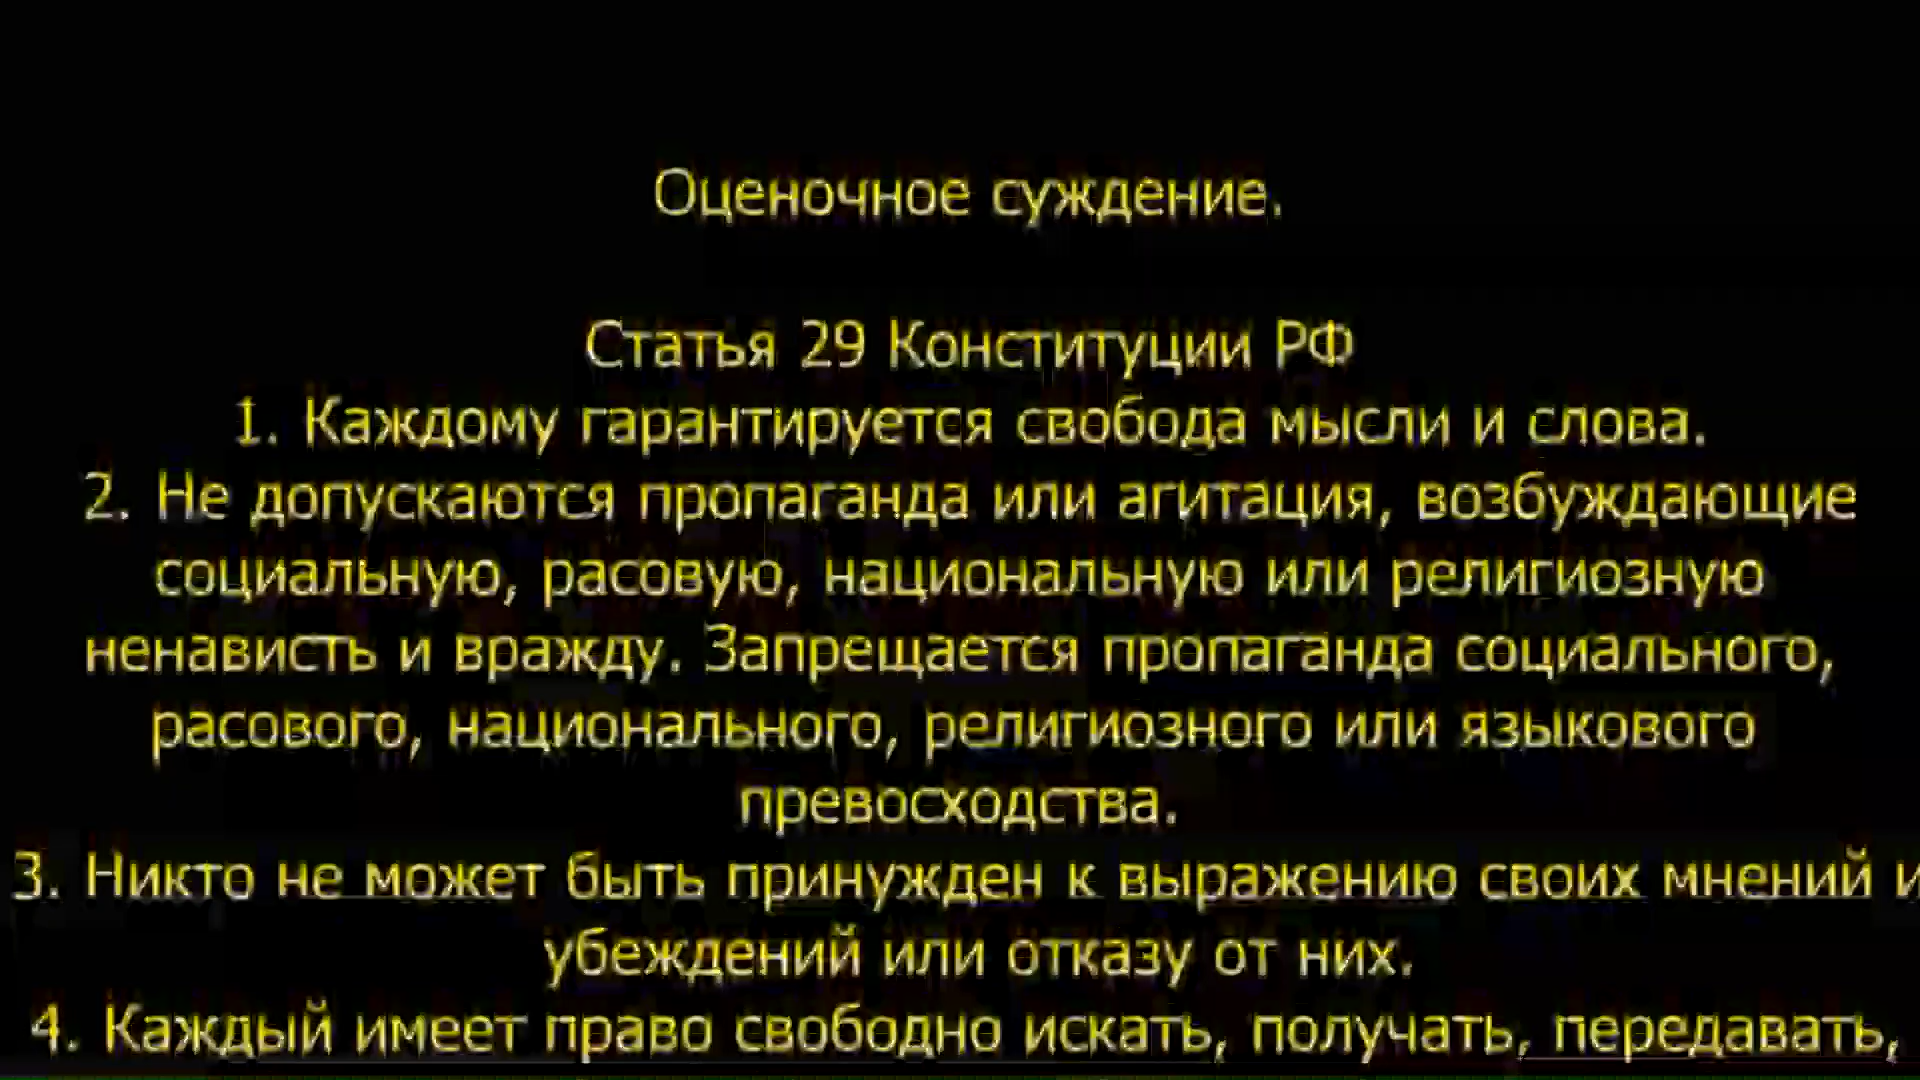 Оценочное суждение.
Статья 29 Конституции РФ
1. Каждому гарантируется свобода мысли и слова.
2. Не допускаются пропаганда или агитация, возбуждающие
социальную, расовую, национальную или религиозную
ненависть и вражду. Запрещается пропаганда социального,
расового, национального, религиозного или языкового
превосходства.
3. Никто не может быть принужден к выражению своих мнений и
убеждений или отказу от них.
4. Каждый имеет право свободно искать, получать, передавать,